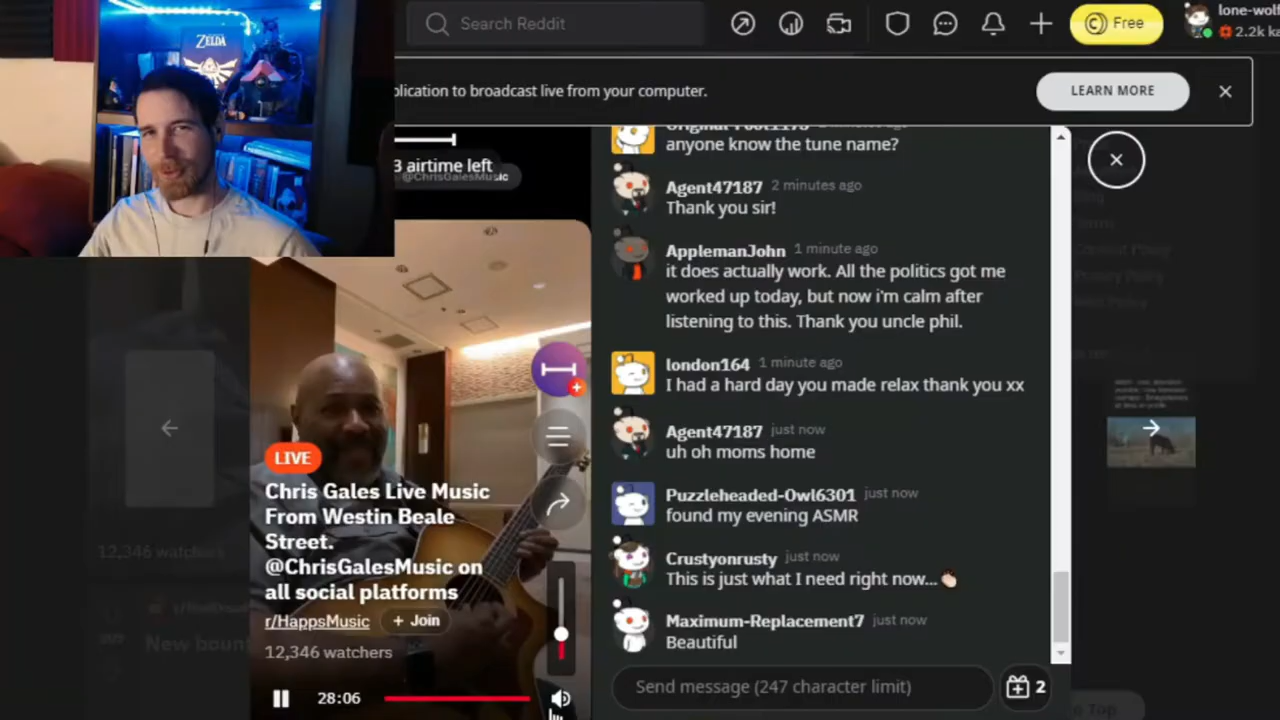 ZELDA
Search Reddit
Free
lone-wolf
2.2k ka
plication to broadcast live from your computer.
LEARN MORE
3 airtime left
@ChrisGalesMusic
anyone know the tune name?
Agent47187 2 minutes ago
Thank you sir!
ApplemanJohn 1 minute ago
it does actually work. All the politics got me
worked up today, but now i'm calm after
listening to this. Thank you uncle phil.
london164 1 minute ago
I had a hard day you made relax thank you xx
Agent47187 just now
uh oh moms home
Puzzleheaded-Owl6301 just now
found my evening ASMR
Crustyonrusty just now
This is just what I need right now...👏🏻
Maximum-Replacement7 just now
Beautiful
Send message (247 character limit)
2
LIVE
Chris Gales Live Music
From Westin Beale
Street.
@ChrisGalesMusic on
all social platforms
r/HappsMusic + Join
12,346 watchers
28:06
12,346 watchers
New bount
Top